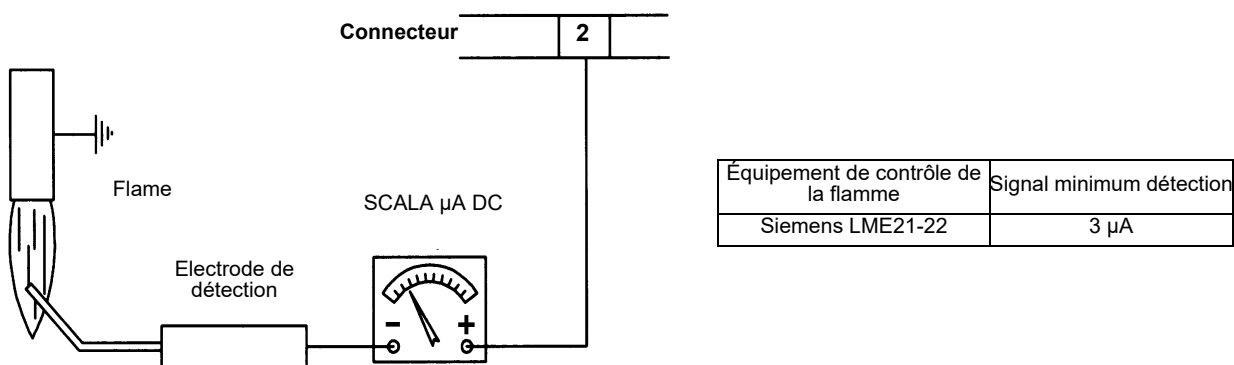 Connecteur
2
Flame
SCALA µA DC
Electrode de
détection
− +
Équipement de contrôle de
la flamme
Signal minimum détection
Siemens LME21-22
3 µA